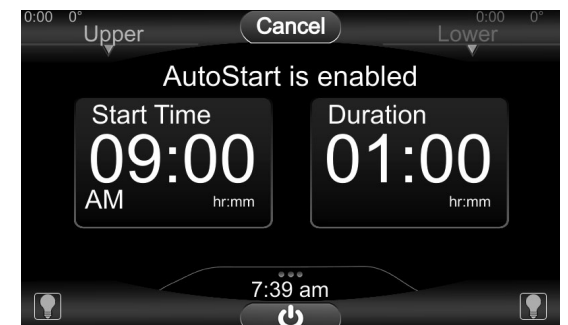 0:00 0° Cancel 0:00 0°
Upper Lower
AutoStart is enabled
Start Time Duration
09:00 01:00
AM hr:mm hr:mm
7:39 am